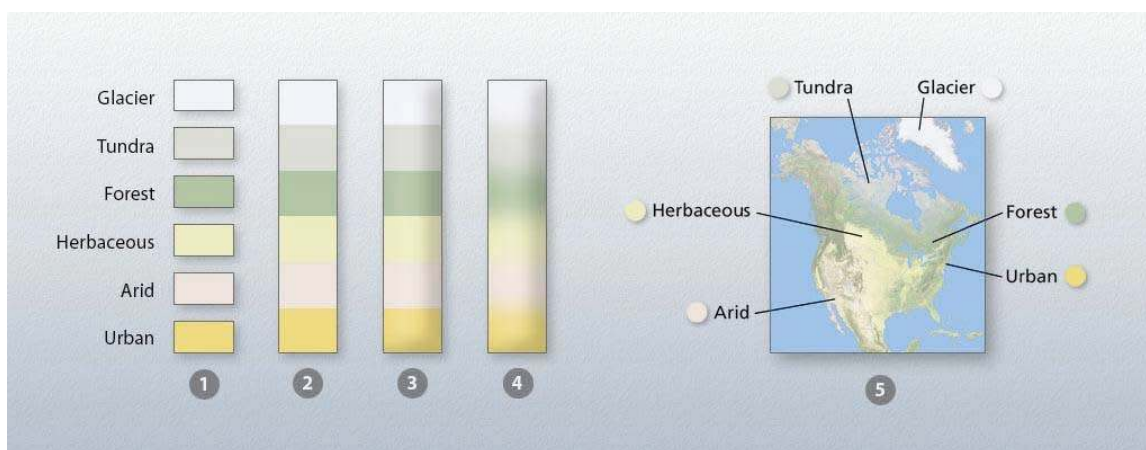 Glacier
Tundra
Forest
Herbaceous
Arid
Urban
1 2 3 4
Tundra Glacier
Herbaceous Forest
Urban
Arid
5